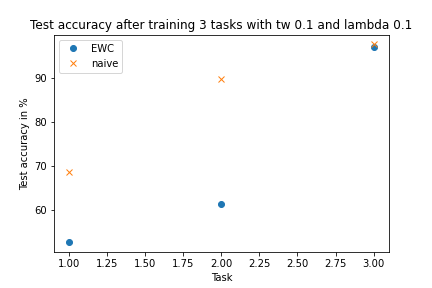 Test accuracy after training 3 tasks with tw 0.1 and lambda 0.1
EWC
naive
Test accuracy in %
90
80
70
60
1.00 1.25 1.50 1.75 2.00 2.25 2.50 2.75 3.00
Task